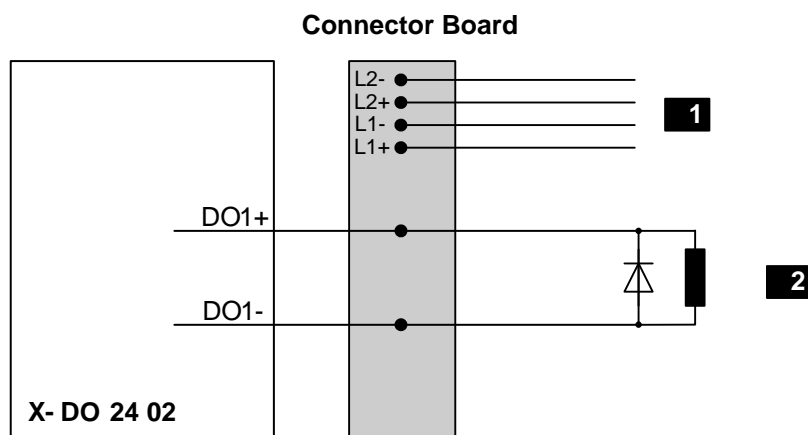 Connector Board
L2-
L2+
L1-
L1+
1
DO1+
2
DO1-
X- DO 24 02